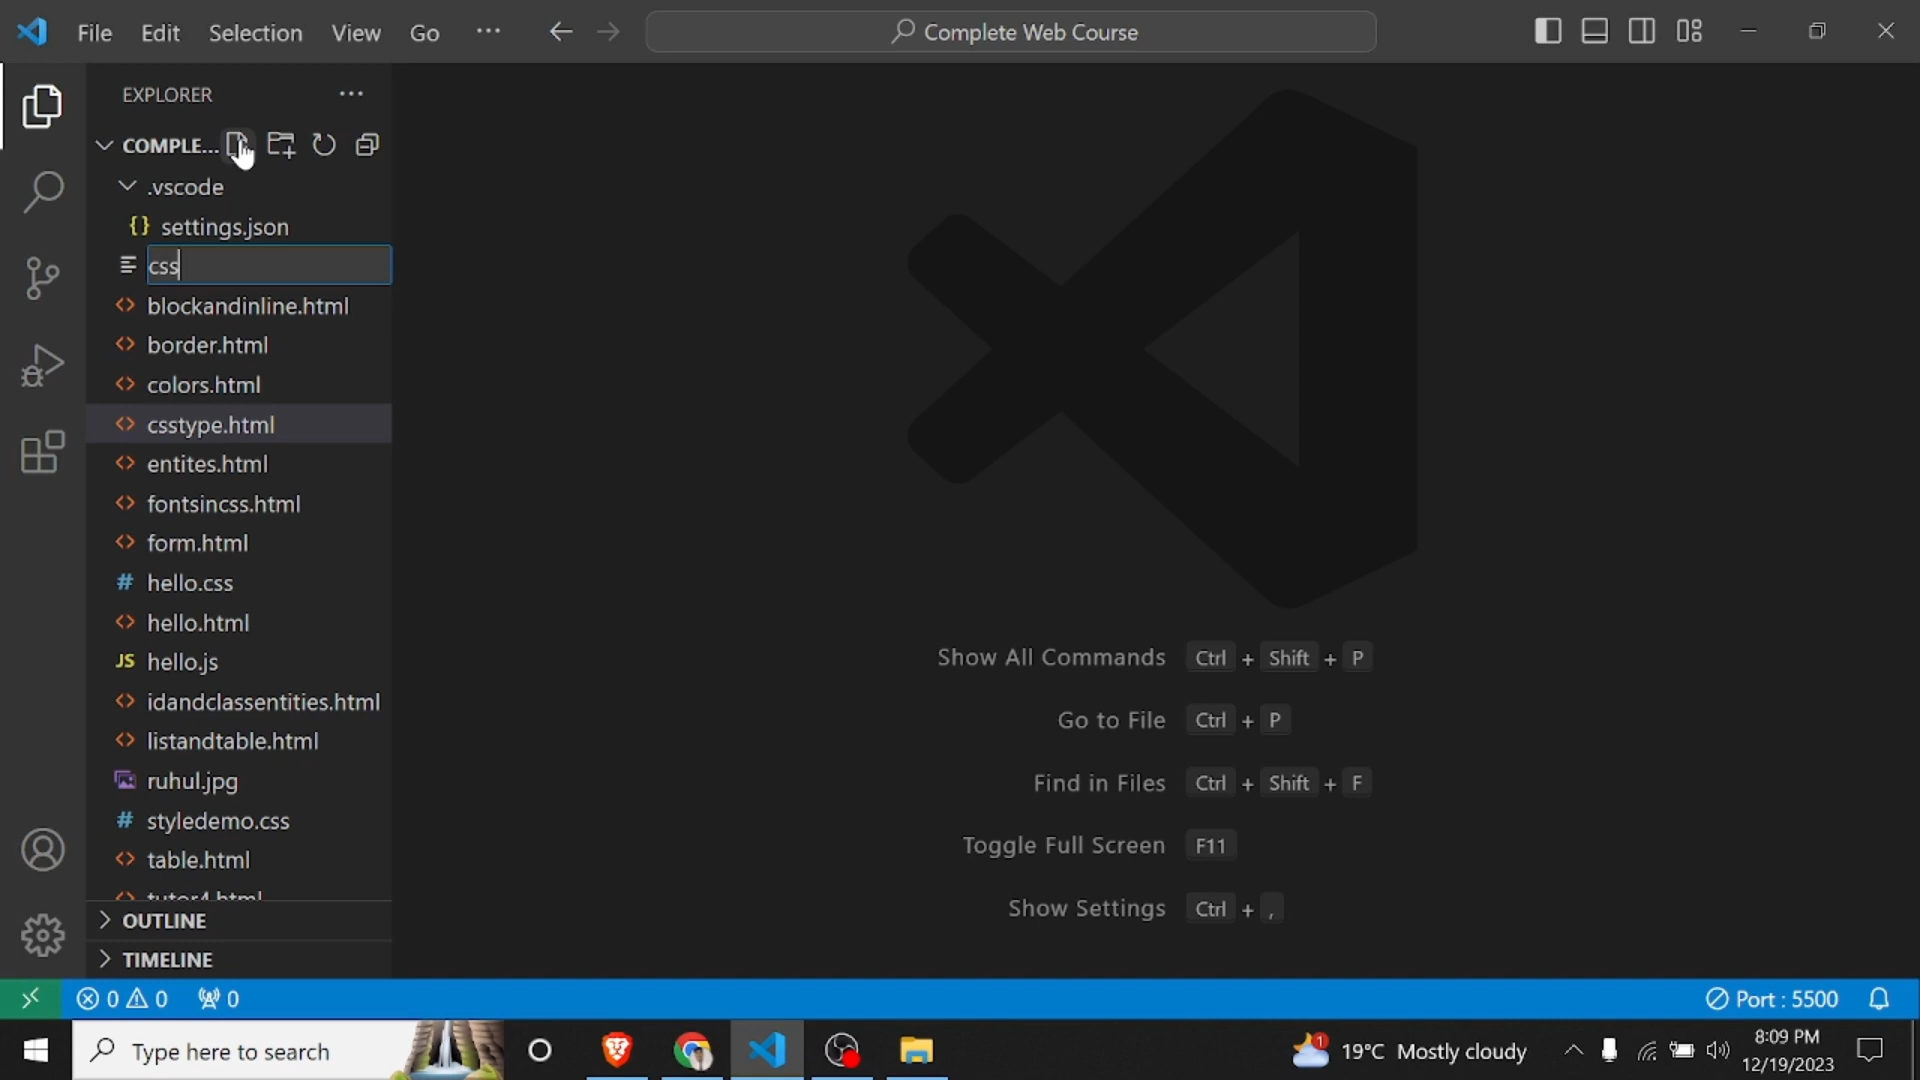 File Edit Selection View Go ··· Complete Web Course
EXPLORER ···
COMPLE...
.vscode
{} settings.json
css
<> blockandinline.html
<> border.html
<> colors.html
<> csstype.html
<> entites.html
<> fontsincss.html
<> form.html
# hello.css
<> hello.html
JS hello.js
<> idandclassentities.html
<> listandtable.html
ruhul.jpg
# styledemo.css
<> table.html
<> tutor4.html
OUTLINE
TIMELINE
Show All Commands Ctrl + Shift + P
Go to File Ctrl + P
Find in Files Ctrl + Shift + F
Toggle Full Screen F11
Show Settings Ctrl + ,
0 0 0 Port : 5500
Type here to search
1 19°C Mostly cloudy
8:09 PM
12/19/2023